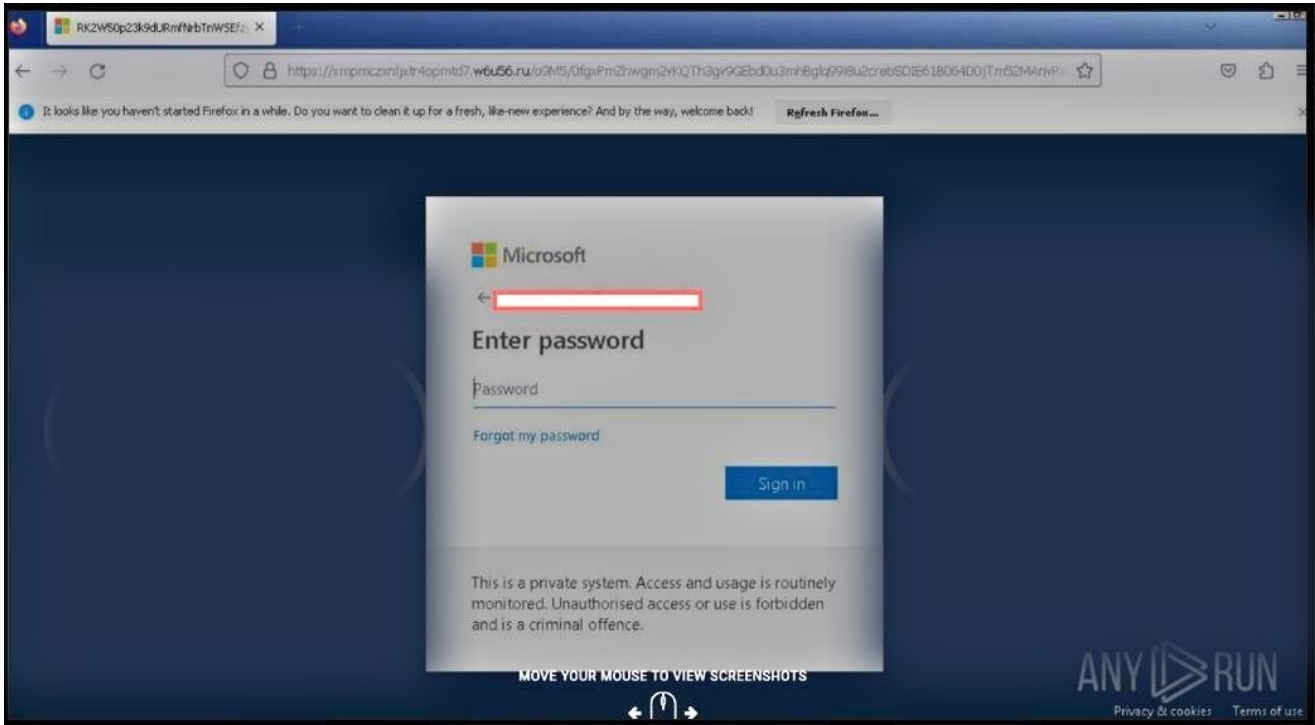 It looks like you haven't started Firefox in a while. Do you want to clean it up for a fresh, like-new experience? And by the way, welcome back! Refresh Firefox...
Microsoft
Enter password
Password
Forgot my password
Sign in
This is a private system. Access and usage is routinely
monitored. Unauthorised access or use is forbidden
and is a criminal offence.
MOVE YOUR MOUSE TO VIEW SCREENSHOTS
ANY RUN
Privacy & cookies Terms of use